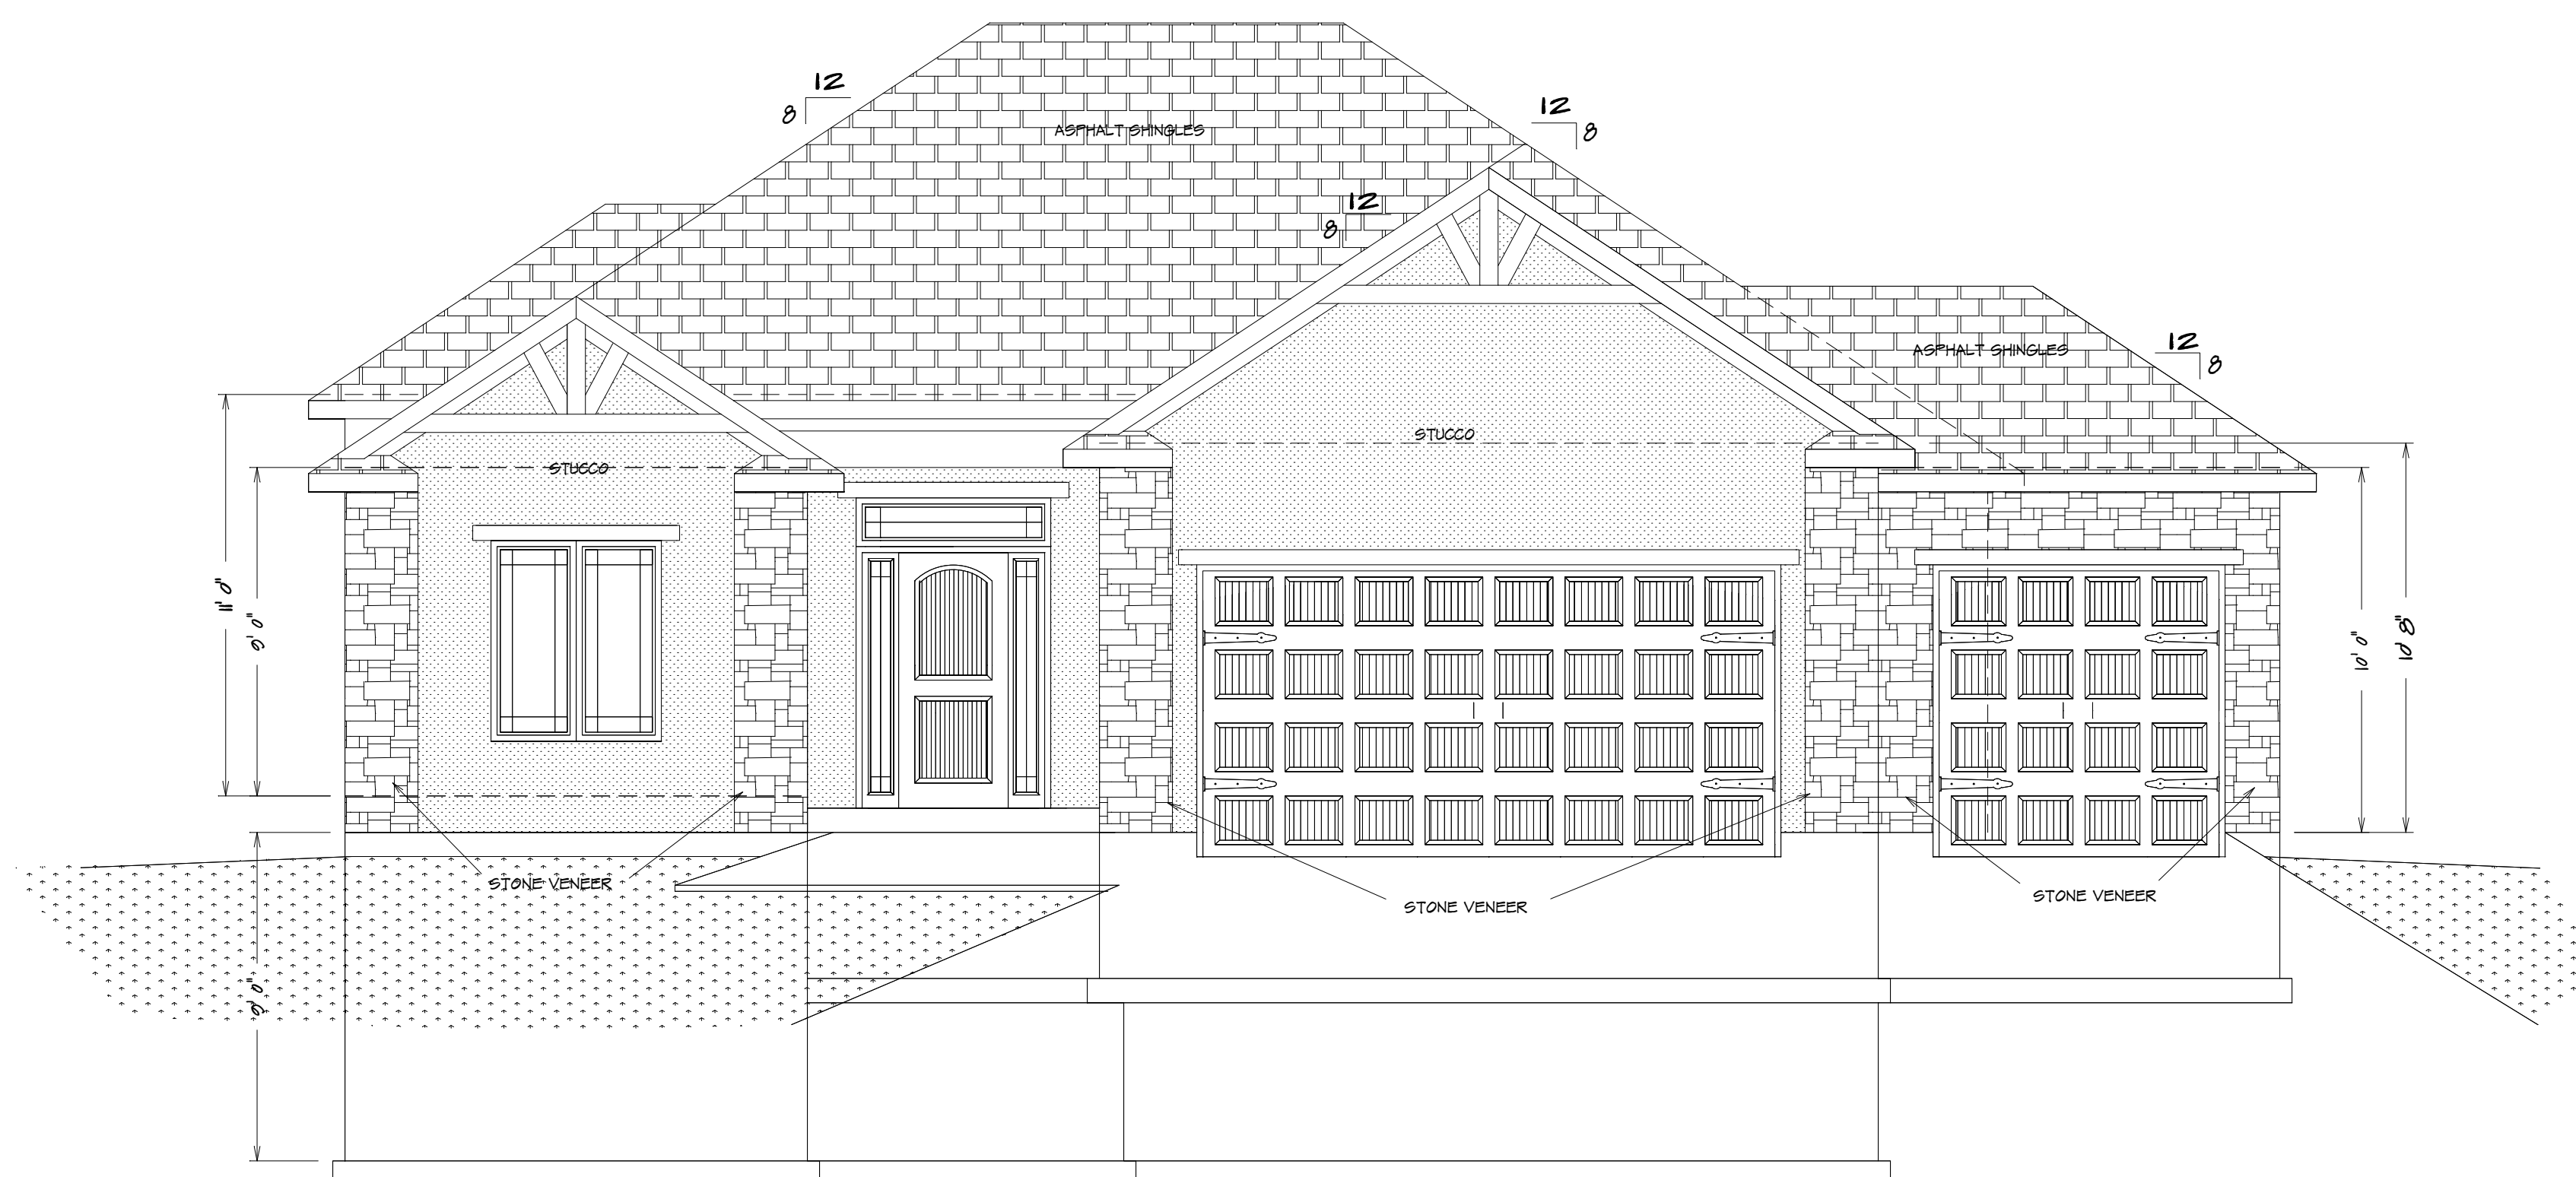 12
8
12
8
ASPHALT SHINGLES
12
8
12
8
ASPHALT SHINGLES
STUCCO
STUCCO
11' 0"
9' 0"
10' 0"
10' 8"
STONE VENEER
STONE VENEER
STONE VENEER
9' 0"